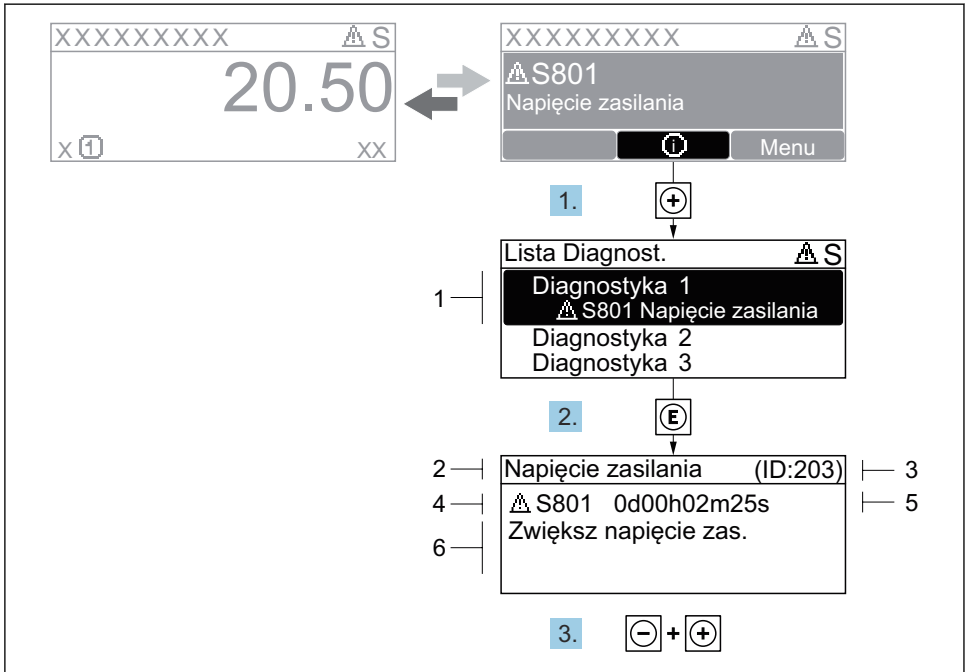 XXXXXXXXX ⚠ S
20.50
X ① XX
XXXXXXXXX ⚠ S
⚠ S801
Napięcie zasilania
ⓘ Menu
1. +
Lista Diagnost. ⚠ S
1
Diagnostyka 1
⚠ S801 Napięcie zasilania
Diagnostyka 2
Diagnostyka 3
2. E
2 Napięcie zasilania (ID:203) 3
4 ⚠ S801 0d00h02m25s 5
6 Zwiększ napięcie zas.
3. − + +